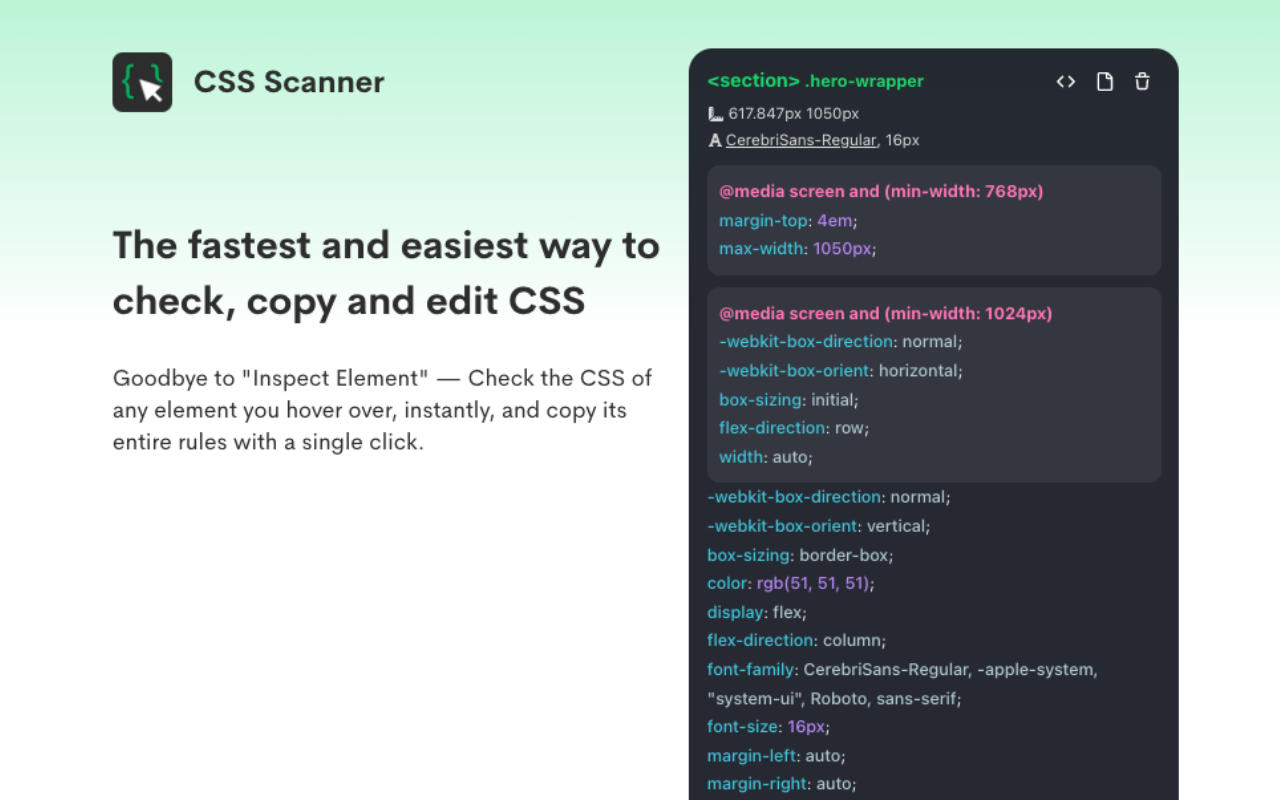 CSS Scanner
The fastest and easiest way to
check, copy and edit CSS
Goodbye to "Inspect Element" — Check the CSS of
any element you hover over, instantly, and copy its
entire rules with a single click.
<section> .hero-wrapper
617.847px 1050px
CerebriSans-Regular, 16px
@media screen and (min-width: 768px)
margin-top: 4em;
max-width: 1050px;
@media screen and (min-width: 1024px)
-webkit-box-direction: normal;
-webkit-box-orient: horizontal;
box-sizing: initial;
flex-direction: row;
width: auto;
-webkit-box-direction: normal;
-webkit-box-orient: vertical;
box-sizing: border-box;
color: rgb(51, 51, 51);
display: flex;
flex-direction: column;
font-family: CerebriSans-Regular, -apple-system,
"system-ui", Roboto, sans-serif;
font-size: 16px;
margin-left: auto;
margin-right: auto;